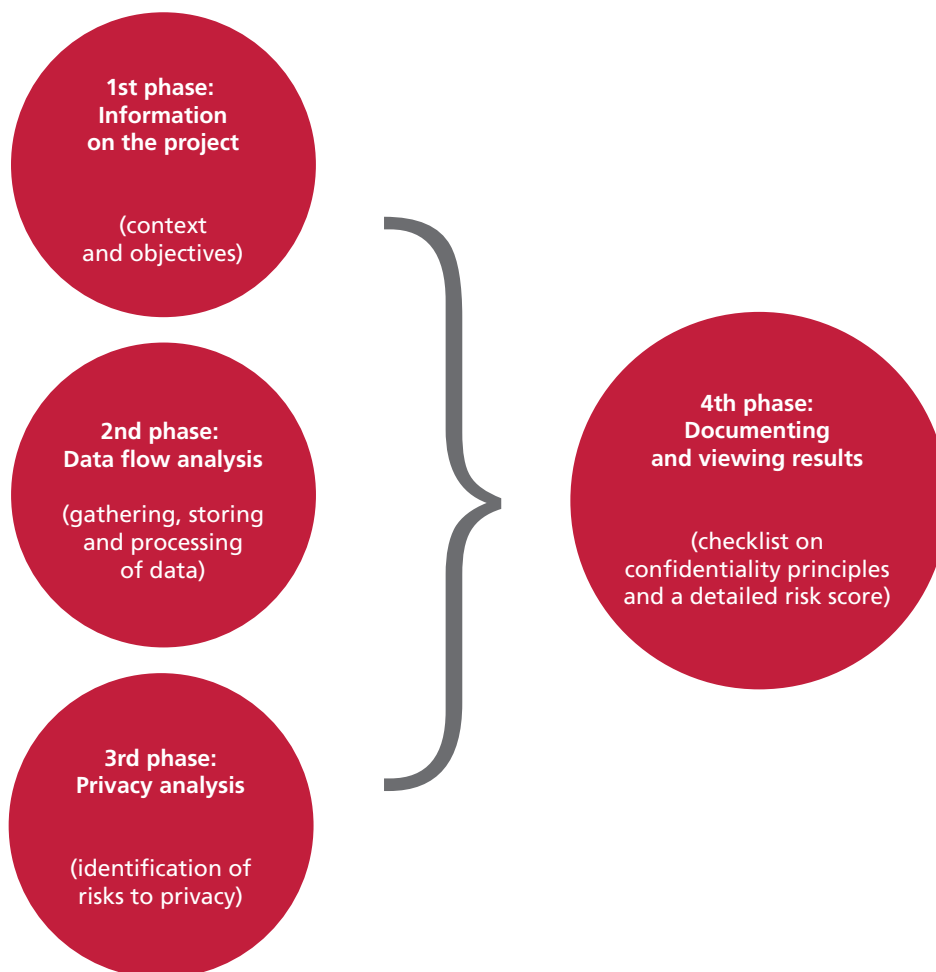 1st phase:
Information
on the project
(context
and objectives)
2nd phase:
Data flow analysis
(gathering, storing
and processing
of data)
3rd phase:
Privacy analysis
(identification of
risks to privacy)
4th phase:
Documenting
and viewing results
(checklist on
confidentiality principles
and a detailed risk score)